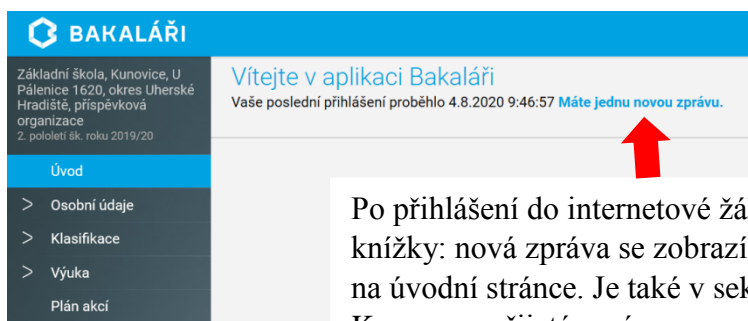 BAKALÁŘI
Základní škola, Kunovice, U
Pálenice 1620, okres Uherské
Hradiště, příspěvková
organizace
2. pololetí šk. roku 2019/20
Vítejte v aplikaci Bakaláři
Vaše poslední přihlášení proběhlo 4.8.2020 9:46:57 Máte jednu novou zprávu.
Úvod
> Osobní údaje
> Klasifikace
> Výuka
Plán akcí
Po přihlášení do internetové žá
knížky: nová zpráva se zobrazí
na úvodní stránce. Je také v sek